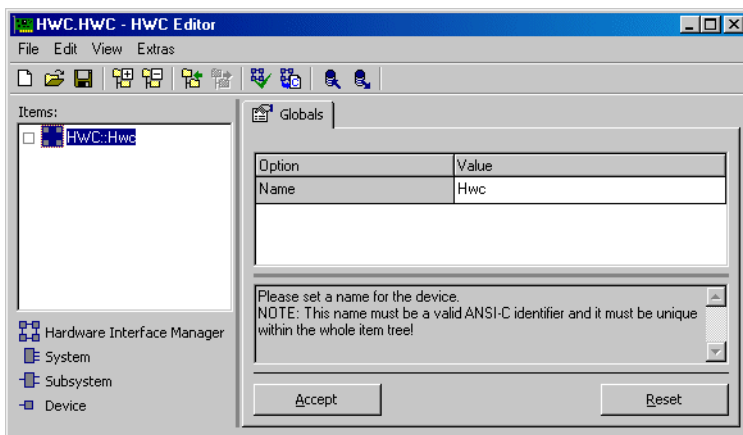 HWC.HWC - HWC Editor
File Edit View Extras
Items:
HWC::Hwc
Hardware Interface Manager
System
Subsystem
Device
Globals
Option Value
Name Hwc
Please set a name for the device.
NOTE: This name must be a valid ANSI-C identifier and it must be unique
within the whole item tree!
Accept Reset